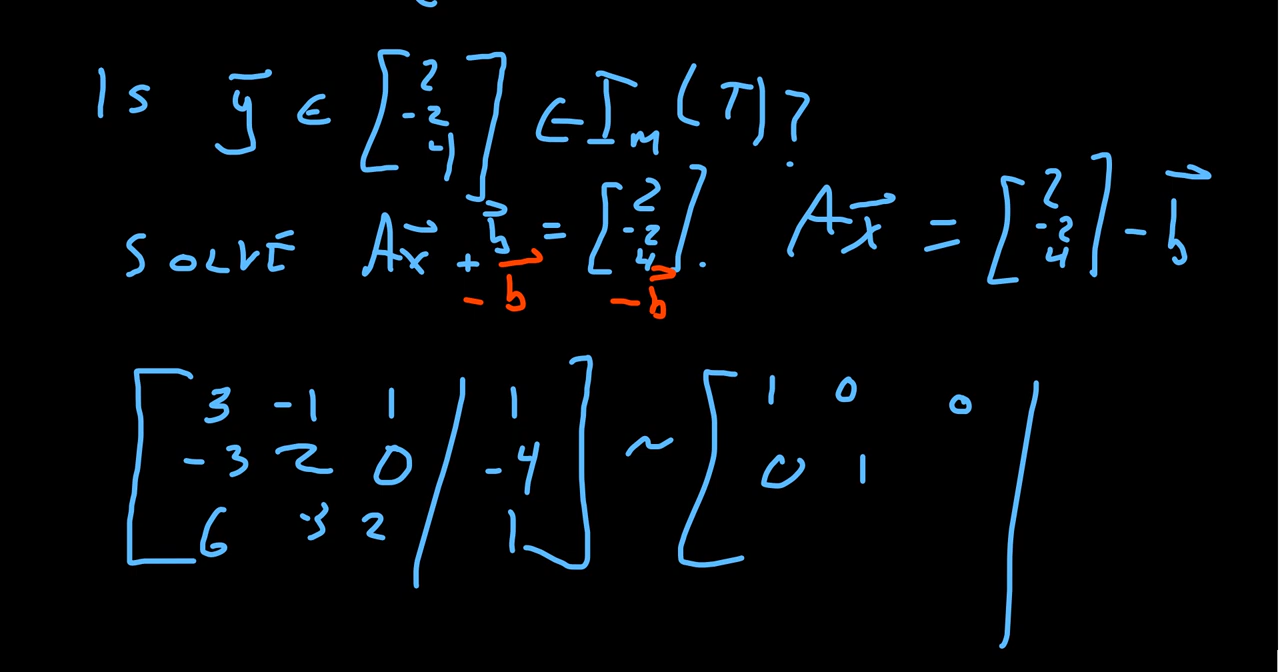 Is y̅ ∈ [2 -2 4] ∈ Im(T)?
SOLVE Ax⃗ + b⃗ = [2 -2 4]. Ax⃗ = [2 -2 4] - b⃗
- b⃗ - b⃗
[3 -1 1 | 1 ~ [1 0 0 |
-3 2 0 | -4 0 1
6 -3 2 | 1]